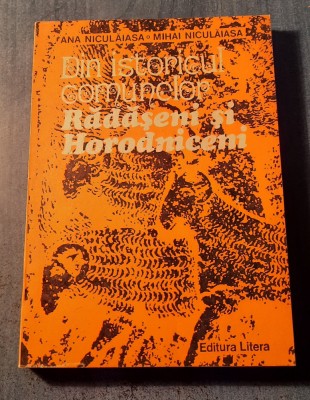 ANA NICULĂIASA • MIHAI NICULĂIASA
Din istoricul
comunelor
Rădăşeni şi
Horodniceni
Editura Litera